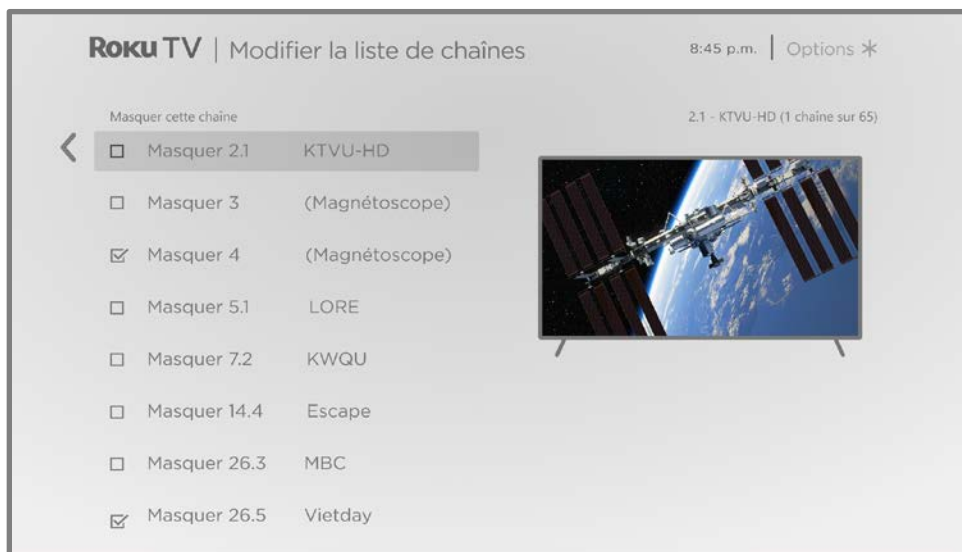 Roku TV | Modifier la liste de chaînes
8:45 p.m. | Options
Masquer cette chaîne
2.1 - KTVU-HD (1 chaîne sur 65)
Masquer 2.1 KTVU-HD
Masquer 3 (Magnétoscope)
Masquer 4 (Magnétoscope)
Masquer 5.1 LORE
Masquer 7.2 KWQU
Masquer 14.4 Escape
Masquer 26.3 MBC
Masquer 26.5 Vietday